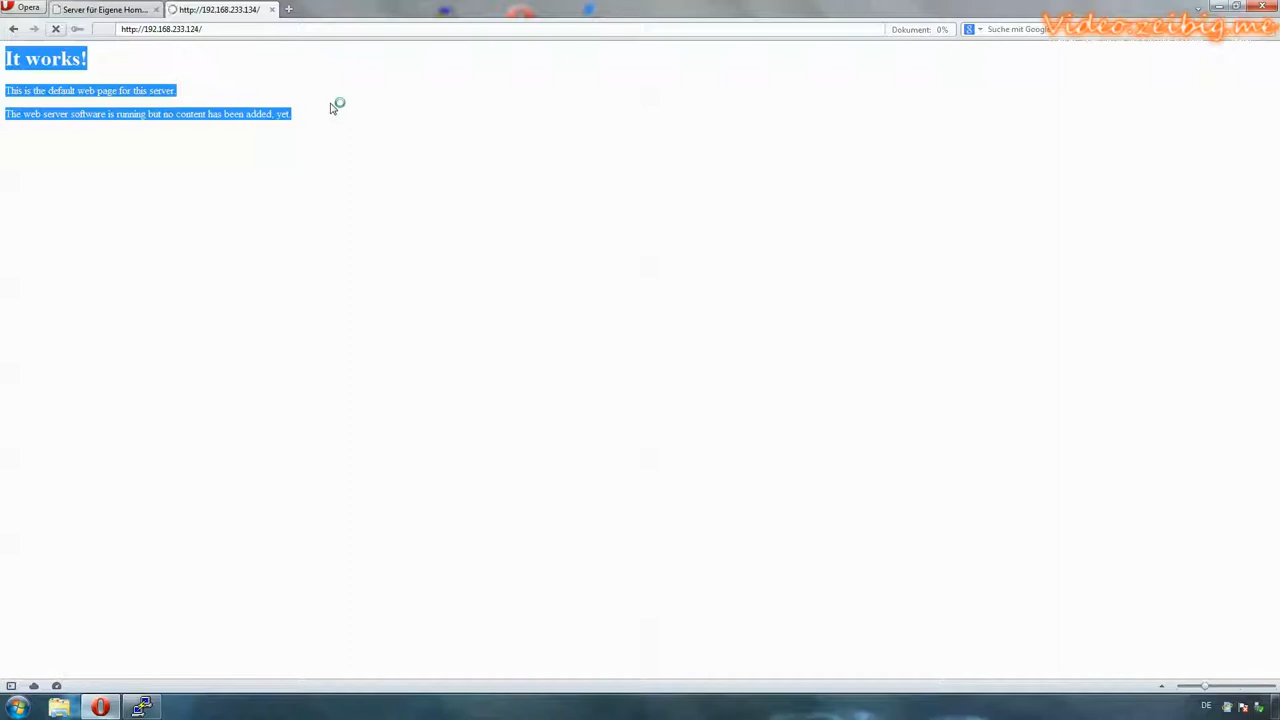 Opera
Server für Eigene Hom...
http://192.168.233.134/
http://192.168.233.124/
Dokument: 0%
Suche mit Google
Video.zeibig.me
It works!
This is the default web page for this server.
The web server software is running but no content has been added, yet.
DE